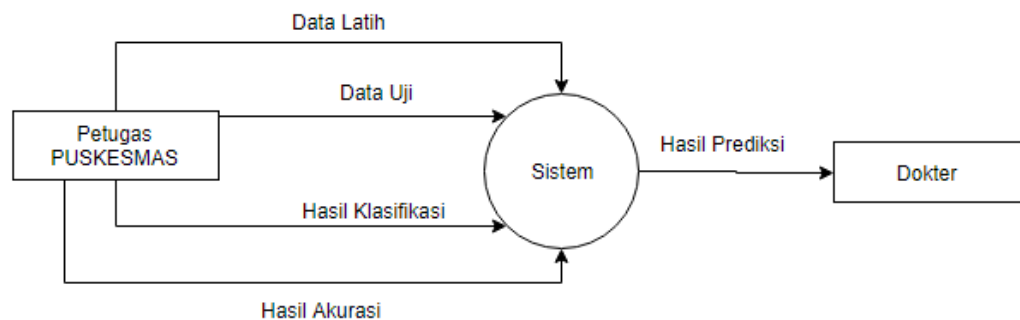 Data Latih
Data Uji
Petugas
PUSKESMAS
Hasil Prediksi
Sistem
Dokter
Hasil Klasifikasi
Hasil Akurasi